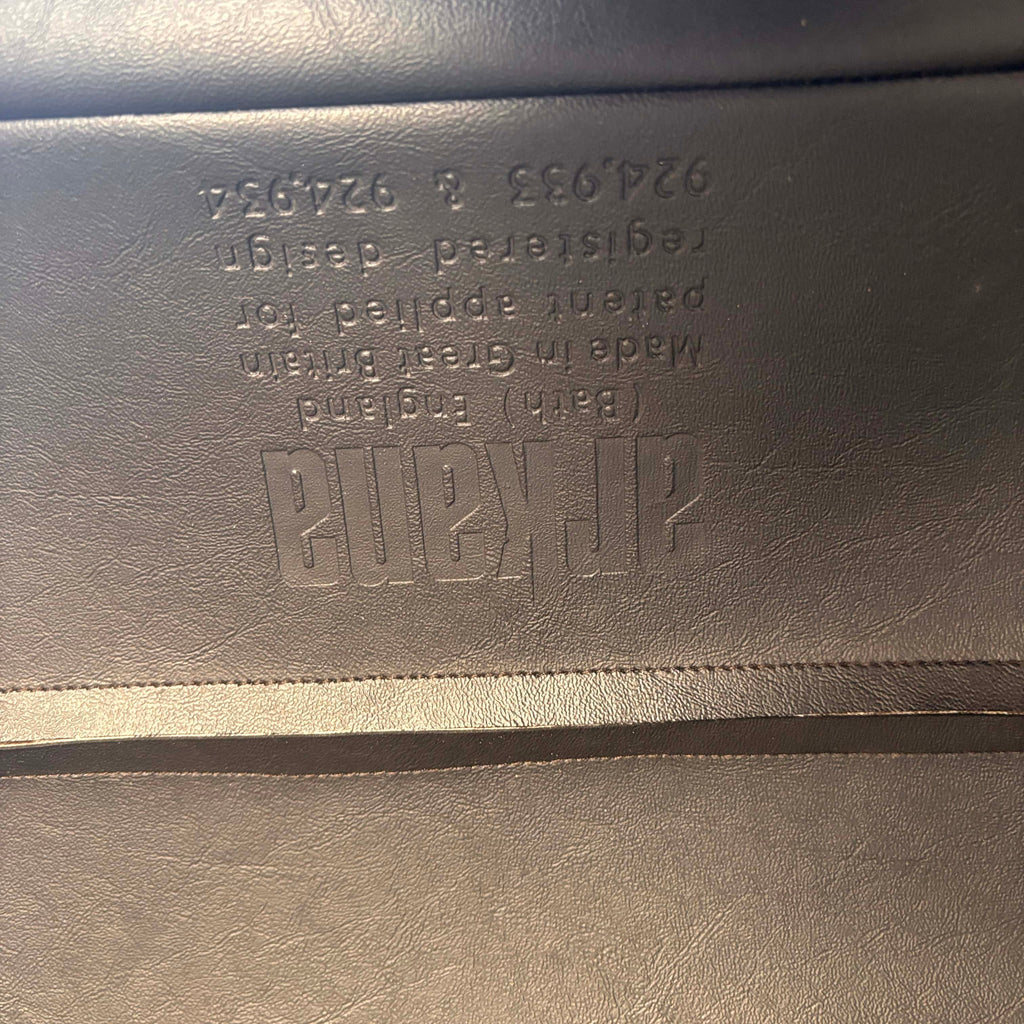 arkana
(Bath) England
Made in Great Britain
patent applied for
registered design
924,933 & 924,934